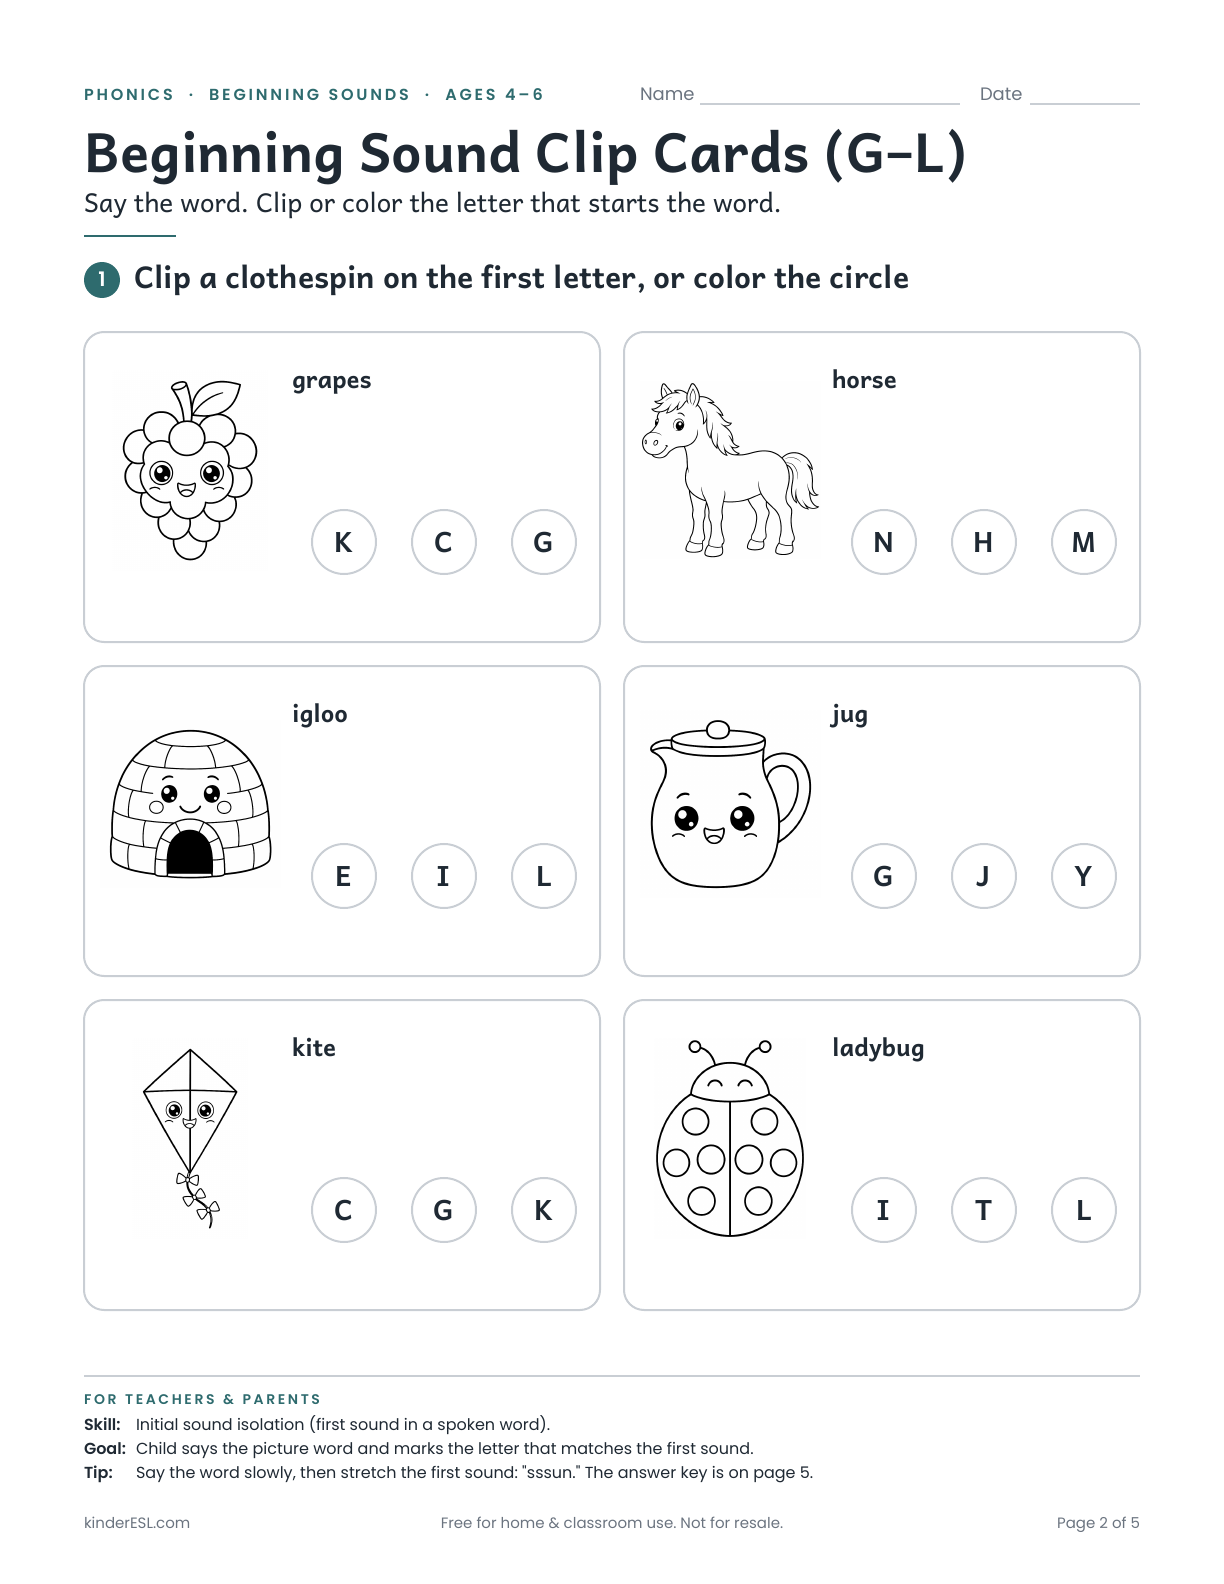 PHONICS · BEGINNING SOUNDS · AGES 4–6
Name Date
Beginning Sound Clip Cards (G–L)
Say the word. Clip or color the letter that starts the word.
1 Clip a clothespin on the first letter, or color the circle
grapes
K C G
horse
N H M
igloo
E I L
jug
G J Y
kite
C G K
ladybug
I T L
FOR TEACHERS & PARENTS
Skill: Initial sound isolation (first sound in a spoken word).
Goal: Child says the picture word and marks the letter that matches the first sound.
Tip: Say the word slowly, then stretch the first sound: "sssun." The answer key is on page 5.
kinderESL.com Free for home & classroom use. Not for resale. Page 2 of 5